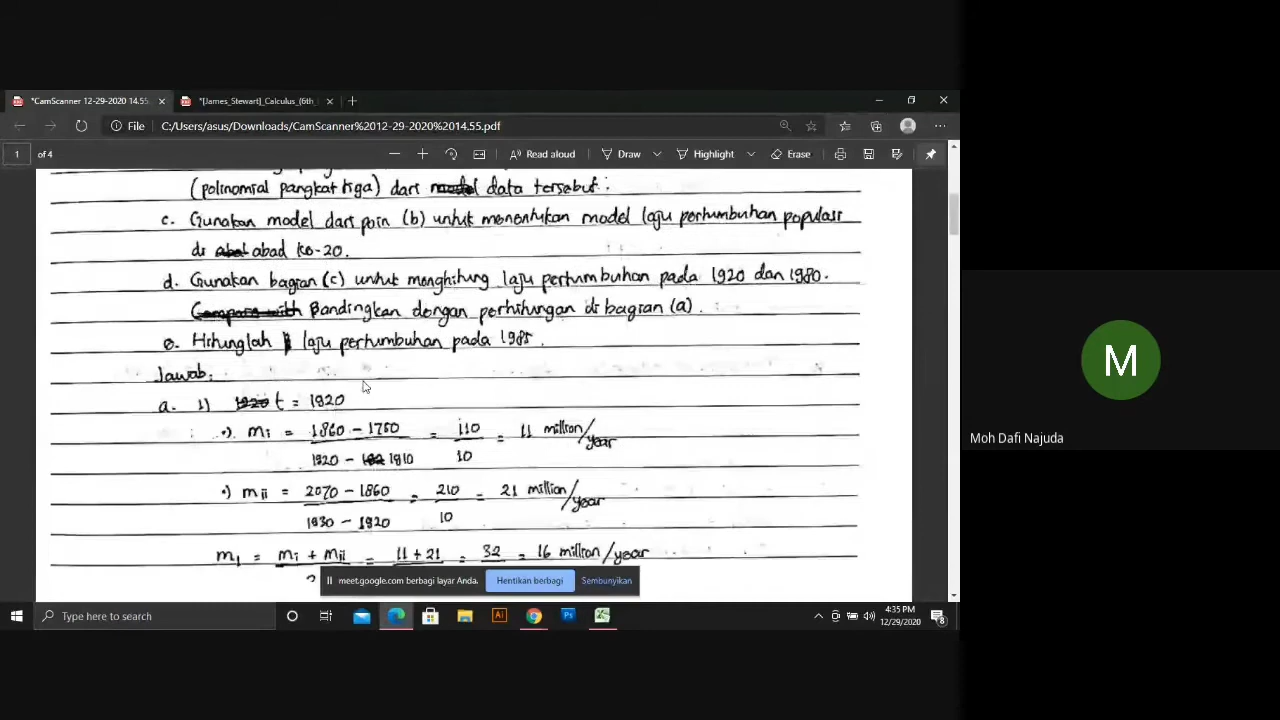 *CamScanner 12-29-2020 14.55.
*[James_Stewart]_Calculus_(6th_
File
C:/Users/asus/Downloads/CamScanner%2012-29-2020%2014.55.pdf
1 of 4
Read aloud
Draw
Highlight
Erase
(polinomial pangkat tiga) dari data tersebut.
c. Gunakan model dari poin (b) untuk menentukan model laju pertumbuhan populasi
di abad ke-20.
d. Gunakan bagian (c) untuk menghitung laju pertumbuhan pada 1920 dan 1980.
Bandingkan dengan perhitungan di bagian (a).
e. Hitunglah laju pertumbuhan pada 1985.
Jawab:
a. 1) t = 1920
•) mi = 1860 - 1750 / 1920 - 1910 = 110 / 10 = 11 million/year
•) mii = 2070 - 1860 / 1930 - 1920 = 210 / 10 = 21 million/year
m1 = mi + mii = 11 + 21 = 32 = 16 million/year
meet.google.com berbagi layar Anda.
Hentikan berbagi
Sembunyikan
Type here to search
4:35 PM
12/29/2020
M
Moh Dafi Najuda